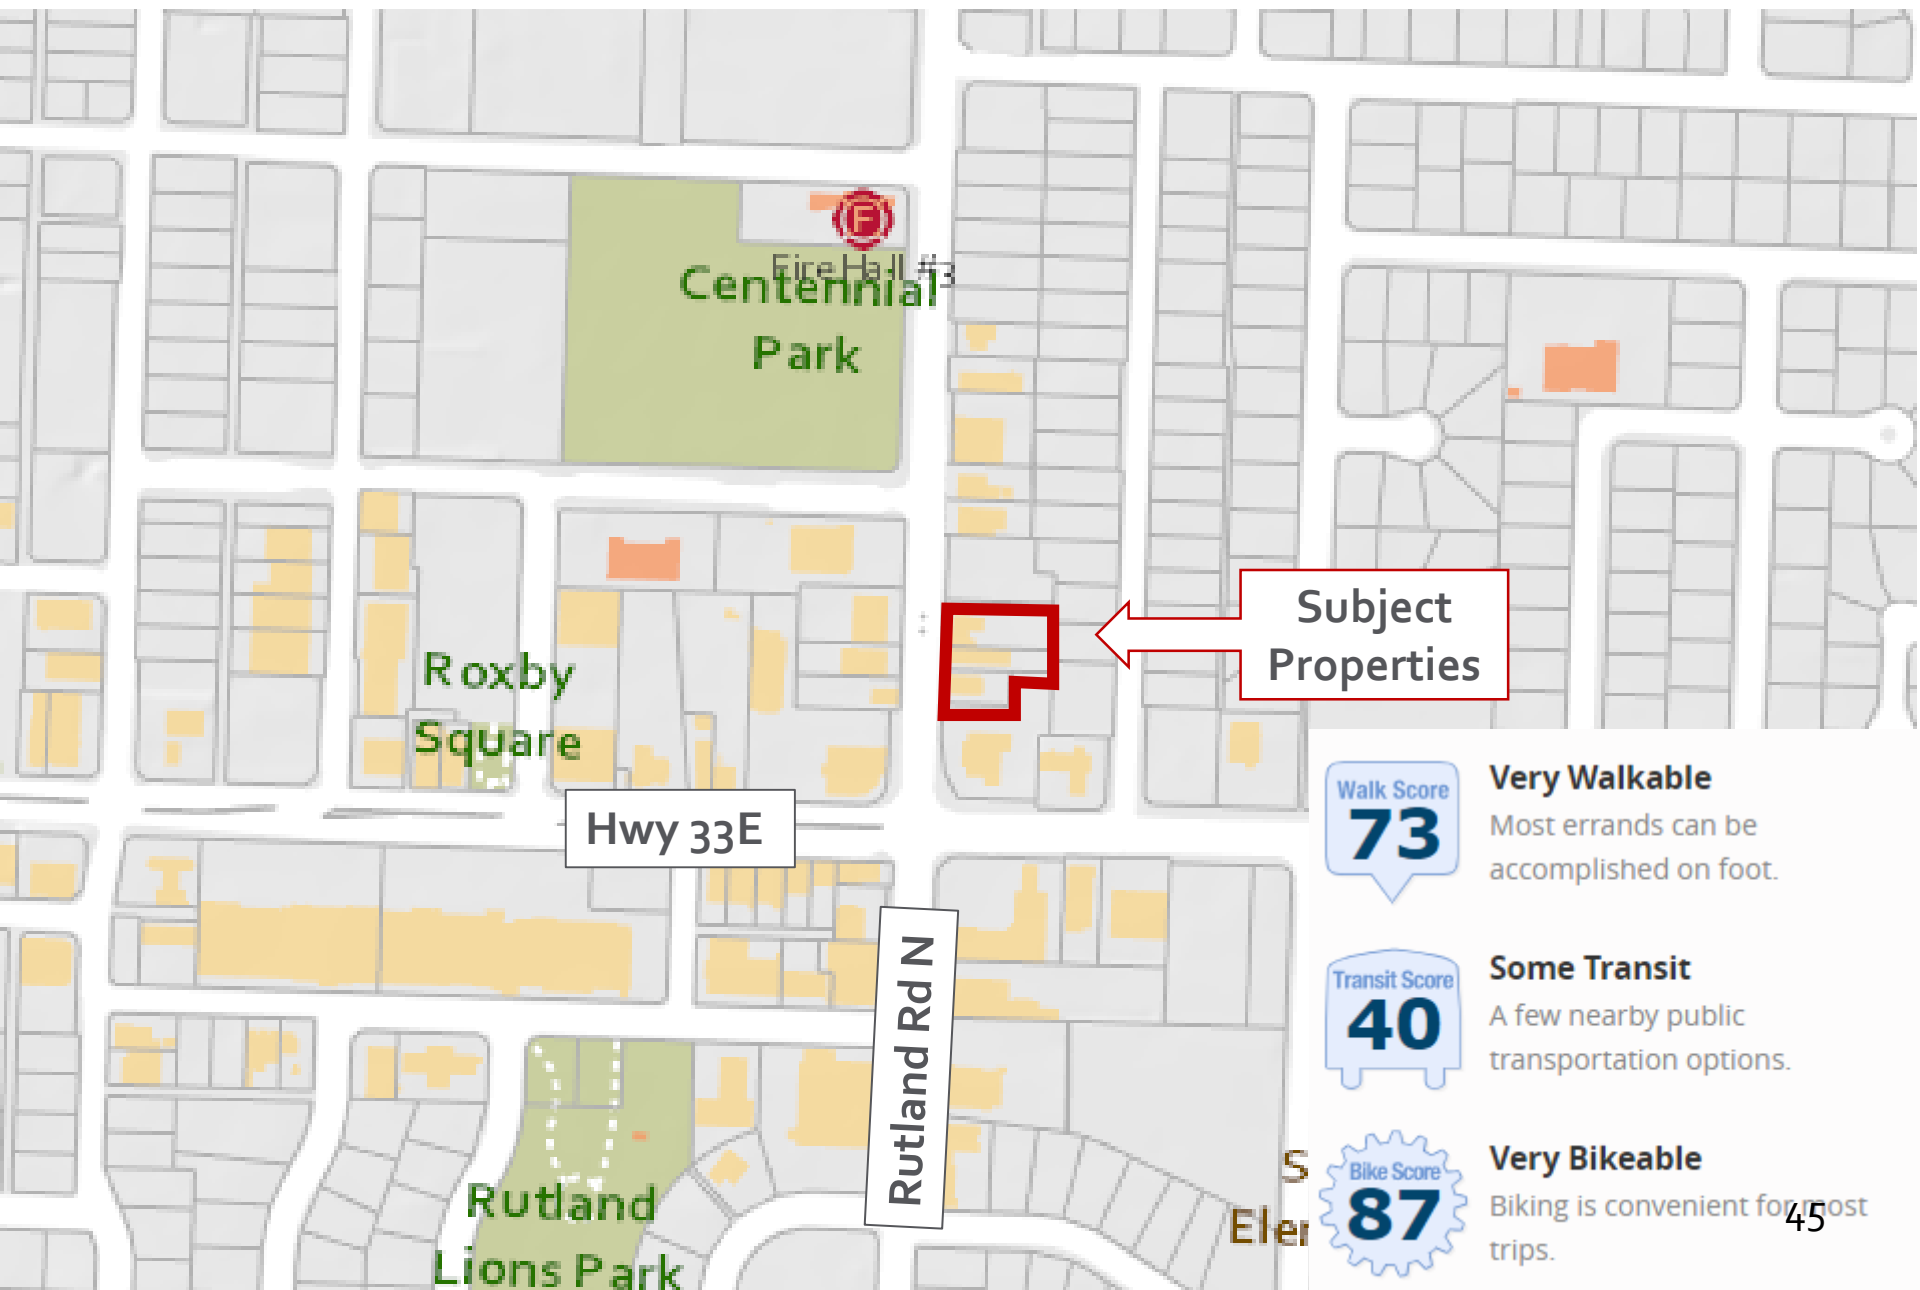 F
Fire Hall #3
Centennial
Park
Subject
Properties
Roxby
Square
Hwy 33E
Rutland Rd N
Rutland
Lions Park
S
Eler
Walk Score
73
Very Walkable
Most errands can be
accomplished on foot.
Transit Score
40
Some Transit
A few nearby public
transportation options.
Bike Score
87
Very Bikeable
Biking is convenient for most
trips.
45